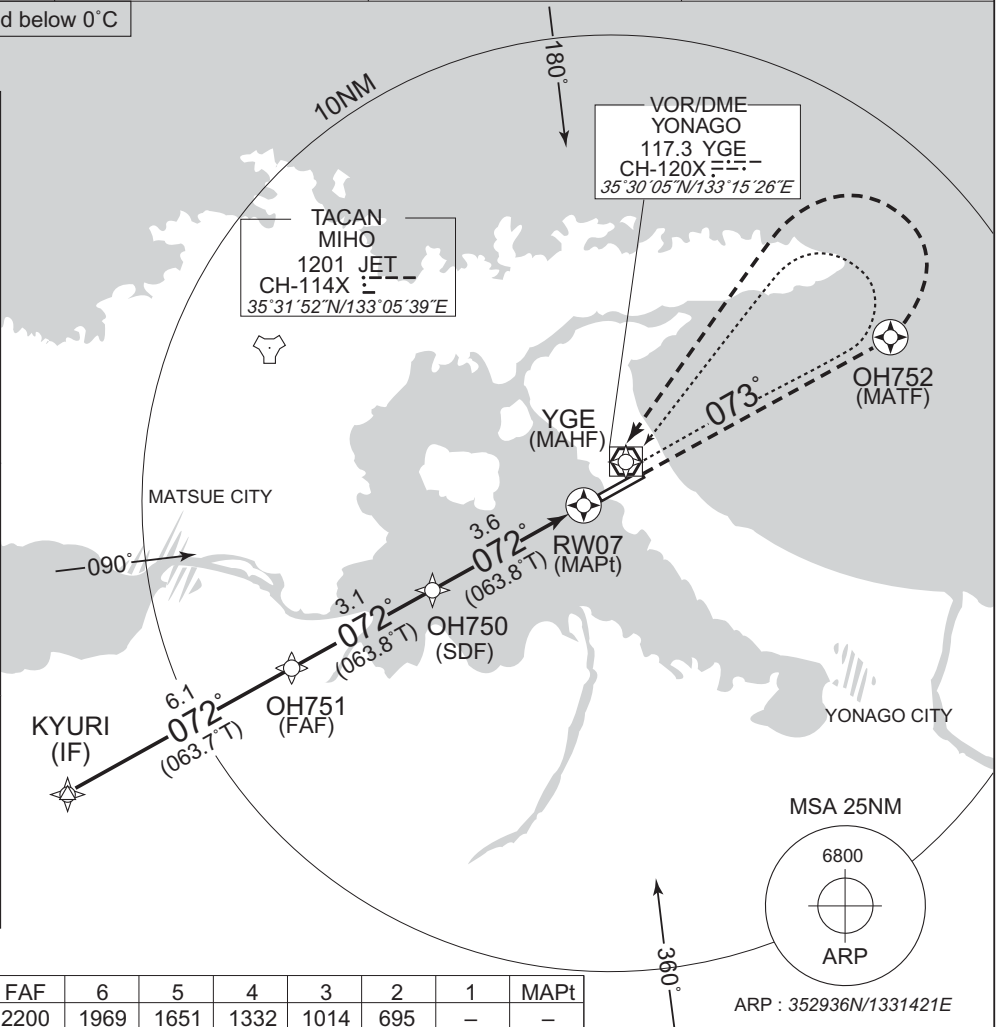 d below 0˚C
10NM
180˚
VOR/DME
YONAGO
117.3 YGE
CH-120X
35˚30´05˝N/133˚15´26˝E
TACAN
MIHO
1201 JET
CH-114X
35˚31´52˝N/133˚05´39˝E
073˚
OH752
(MATF)
YGE
(MAHF)
MATSUE CITY
090˚
3.6
072˚
(063.8˚T)
RW07
(MAPt)
3.1
072˚
(063.8˚T)
OH750
(SDF)
6.1
072˚
(063.7˚T)
OH751
(FAF)
KYURI
(IF)
YONAGO CITY
MSA 25NM
6800
ARP
360˚
ARP : 352936N/1331421E
FAF 6 5 4 3 2 1 MAPt
2200 1969 1651 1332 1014 695 – –